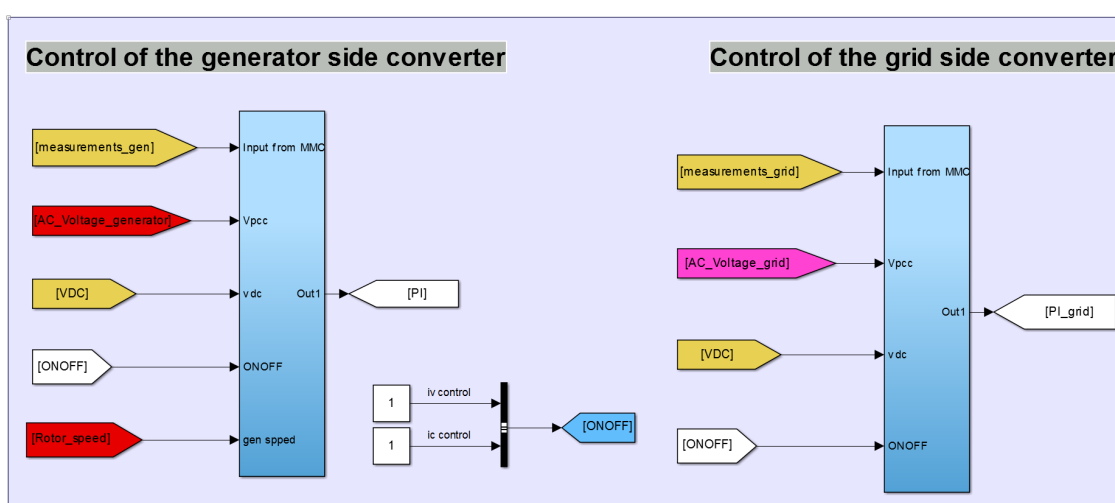 Control of the generator side converter
[measurements_gen]
Input from MMC
[AC_Voltage_generator]
Vpcc
[VDC]
vdc
Out1
[PI]
[ONOFF]
ONOFF
[Rotor_speed]
gen spped
1
iv control
1
ic control
[ONOFF]
Control of the grid side converter
[measurements_grid]
Input from MMC
[AC_Voltage_grid]
Vpcc
Out1
[PI_grid]
[VDC]
vdc
[ONOFF]
ONOFF